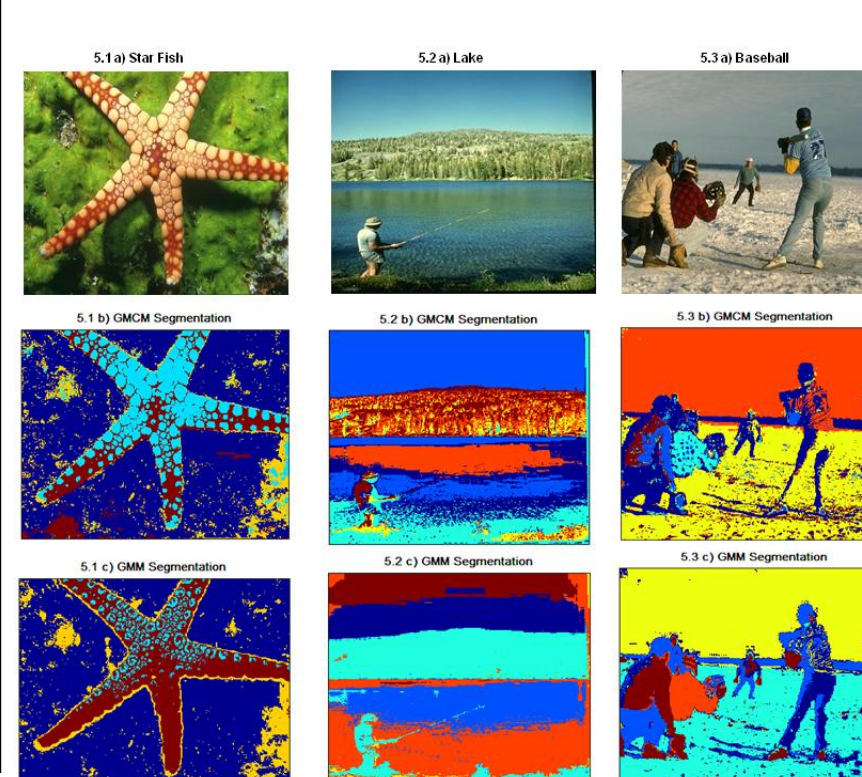 5.1 a) Star Fish
5.2 a) Lake
5.3 a) Baseball
5.1 b) GMCM Segmentation
5.2 b) GMCM Segmentation
5.3 b) GMCM Segmentation
5.1 c) GMM Segmentation
5.2 c) GMM Segmentation
5.3 c) GMM Segmentation